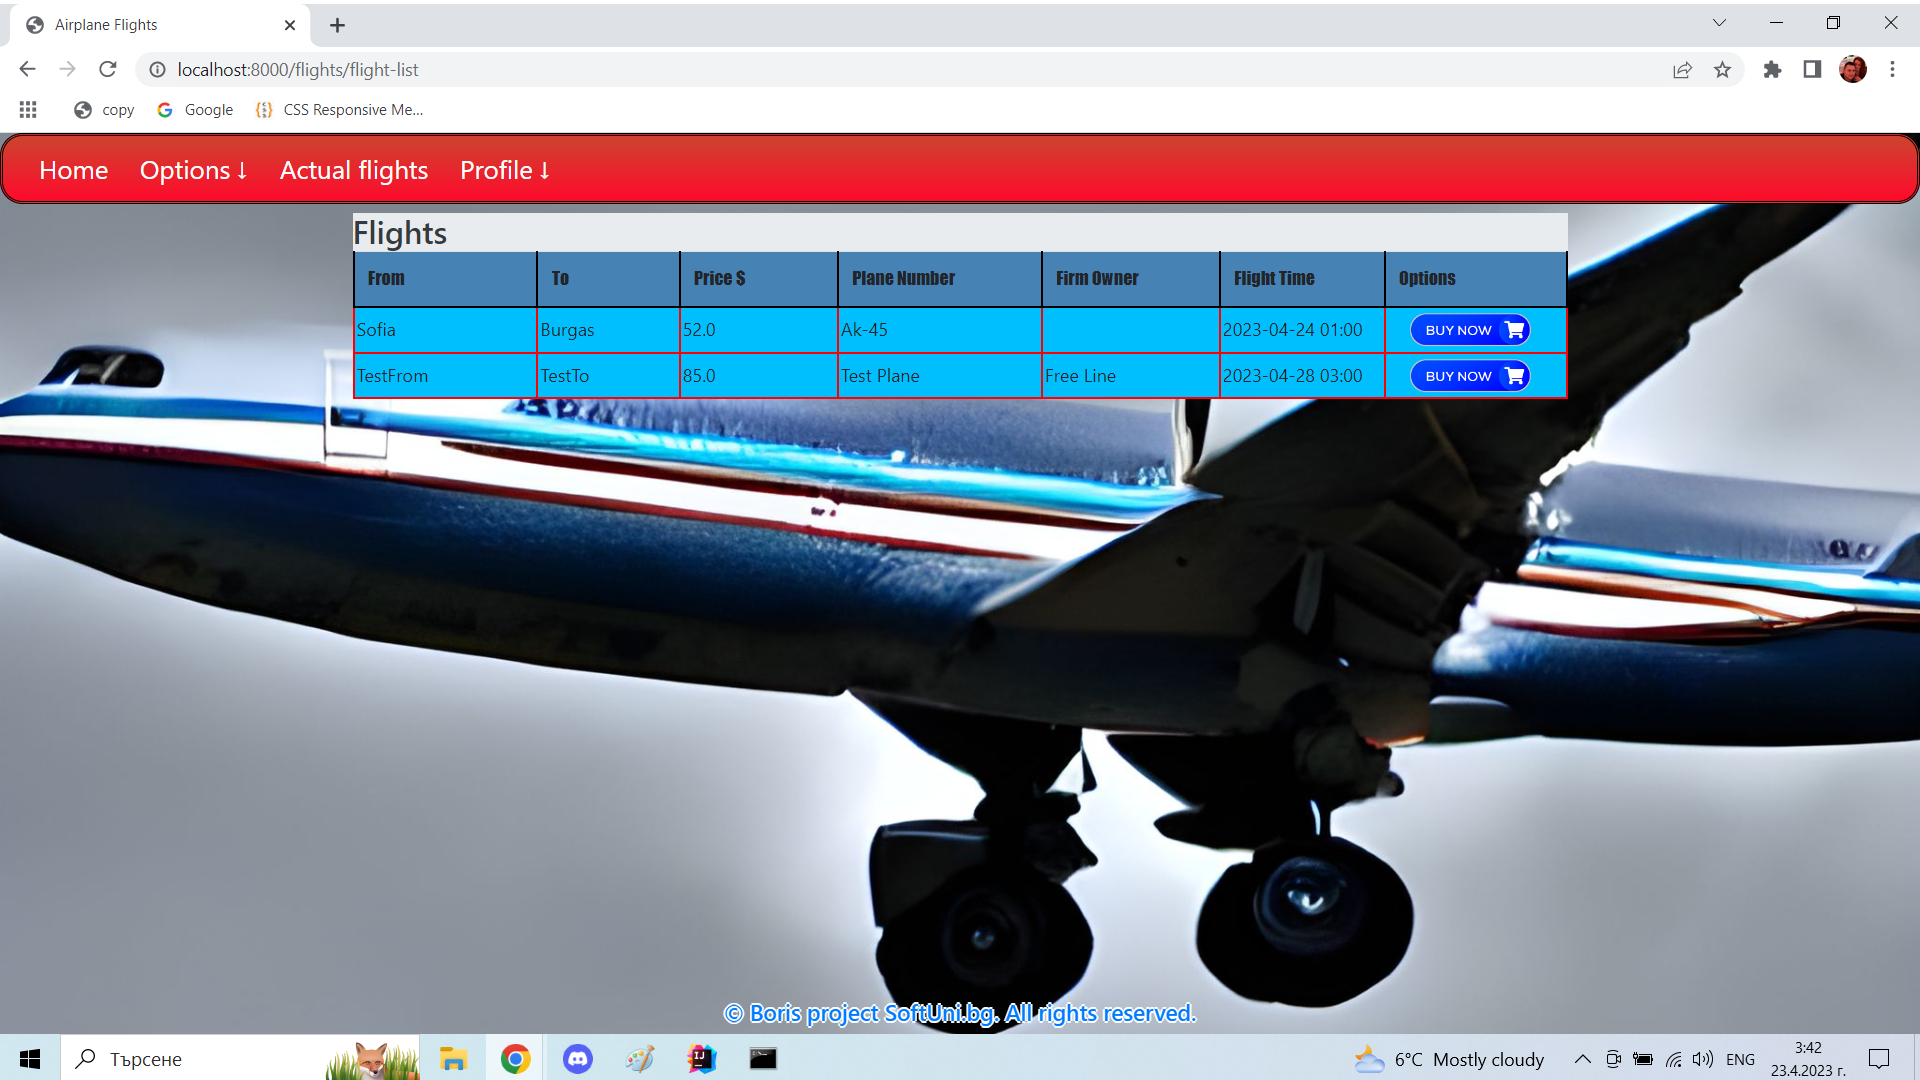 Airplane Flights
localhost:8000/flights/flight-list
copy Google CSS Responsive Me...
Home Options ↓ Actual flights Profile ↓
Flights
From To Price $ Plane Number Firm Owner Flight Time Options
Sofia Burgas 52.0 Ak-45 2023-04-24 01:00 BUY NOW
TestFrom TestTo 85.0 Test Plane Free Line 2023-04-28 03:00 BUY NOW
© Boris project SoftUni.bg. All rights reserved.
Търсене 6°C Mostly cloudy ENG 3:42
23.4.2023 г.